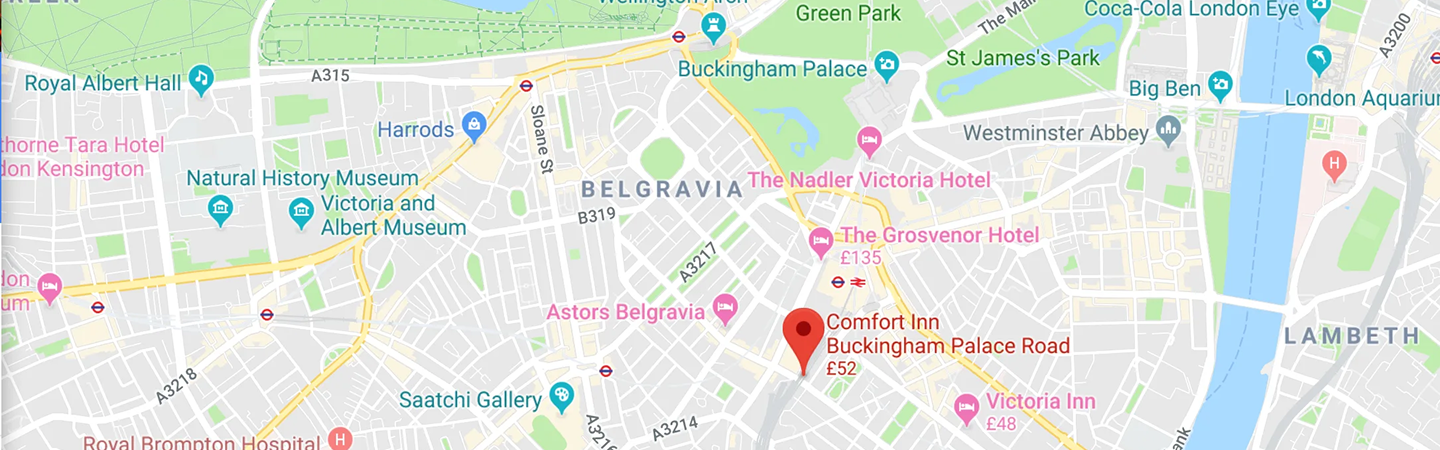 Wellington Arch
Green Park
The Mall
Coca-Cola London Eye
A3200
Royal Albert Hall
A315
Buckingham Palace
St James's Park
Big Ben
London Aquarium
Harrods
Sloane St
Westminster Abbey
thorne Tara Hotel
don Kensington
H
Natural History Museum
BELGRAVIA
The Nadler Victoria Hotel
Victoria and
Albert Museum
B319
The Grosvenor Hotel
£135
A3217
don
um
Astors Belgravia
Comfort Inn
Buckingham Palace Road
£52
LAMBETH
A3218
Saatchi Gallery
Victoria Inn
£48
A3214
A3216
Royal Brompton Hospital
H